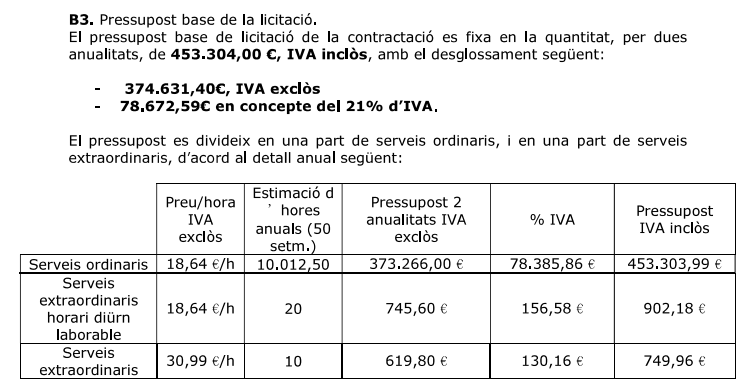 B3. Pressupost base de la licitació.
El pressupost base de licitació de la contractació es fixa en la quantitat, per dues
anualitats, de 453.304,00 €, IVA inclòs, amb el desglossament següent:
- 374.631,40€, IVA exclòs
- 78.672,59€ en concepte del 21% d'IVA.
El pressupost es divideix en una part de serveis ordinaris, i en una part de serveis
extraordinaris, d'acord al detall anual següent:
Preu/hora
IVA
exclòs
Estimació d
' hores
anuals (50
setm.)
Pressupost 2
anualitats IVA
exclòs
% IVA
Pressupost
IVA inclòs
Serveis ordinaris 18,64 €/h 10.012,50 373.266,00 € 78.385,86 € 453.303,99 €
Serveis
extraordinaris
horari diürn
laborable
18,64 €/h 20 745,60 € 156,58 € 902,18 €
Serveis
extraordinaris
30,99 €/h 10 619,80 € 130,16 € 749,96 €